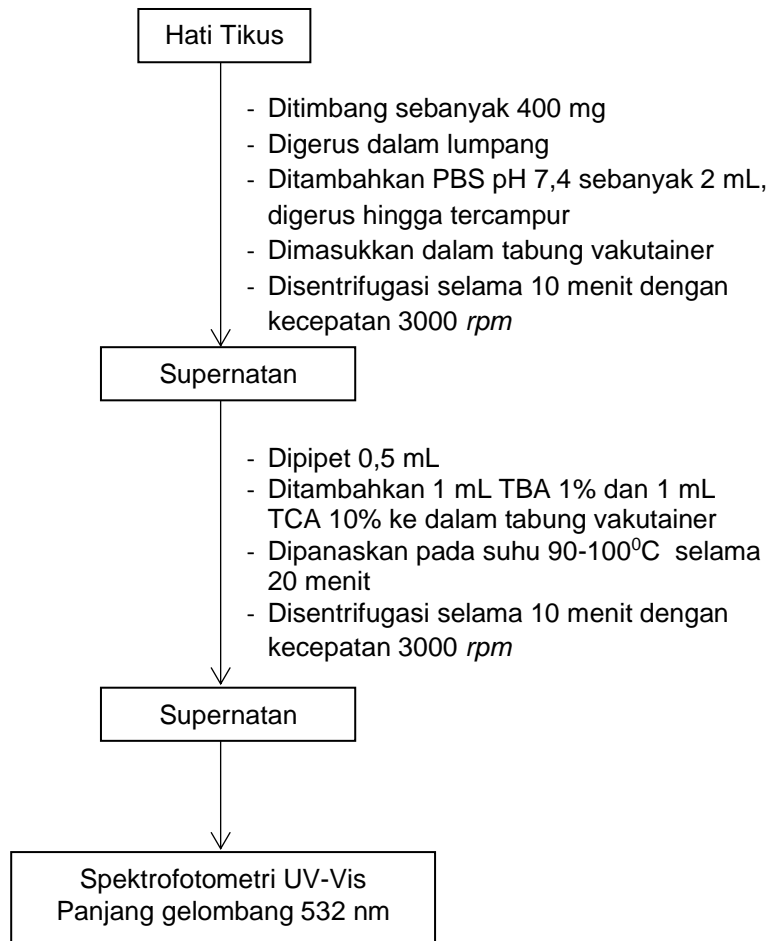 Hati Tikus
- Ditimbang sebanyak 400 mg
- Digerus dalam lumpang
- Ditambahkan PBS pH 7,4 sebanyak 2 mL,
digerus hingga tercampur
- Dimasukkan dalam tabung vakutainer
- Disentrifugasi selama 10 menit dengan
kecepatan 3000 rpm
Supernatan
- Dipipet 0,5 mL
- Ditambahkan 1 mL TBA 1% dan 1 mL
TCA 10% ke dalam tabung vakutainer
- Dipanaskan pada suhu 90-100⁰C selama
20 menit
- Disentrifugasi selama 10 menit dengan
kecepatan 3000 rpm
Supernatan
Spektrofotometri UV-Vis
Panjang gelombang 532 nm